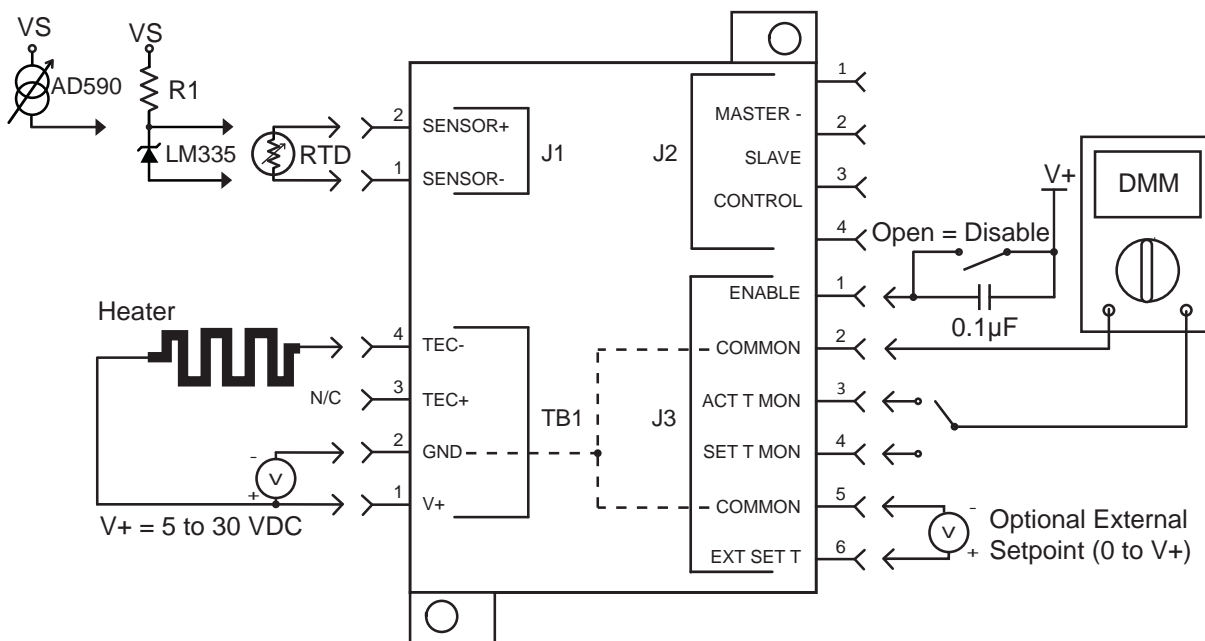 VS
VS
AD590
R1
LM335
RTD
2
SENSOR+
1
SENSOR-
J1
J2
1
MASTER -
2
SLAVE
3
CONTROL
4
V+
DMM
Open = Disable
0.1µF
Heater
4
TEC-
N/C
3
TEC+
2
GND
1
V+
TB1
-
V
+
V+ = 5 to 30 VDC
J3
ENABLE
1
COMMON
2
ACT T MON
3
SET T MON
4
COMMON
5
EXT SET T
6
-
V
+
Optional External
Setpoint (0 to V+)